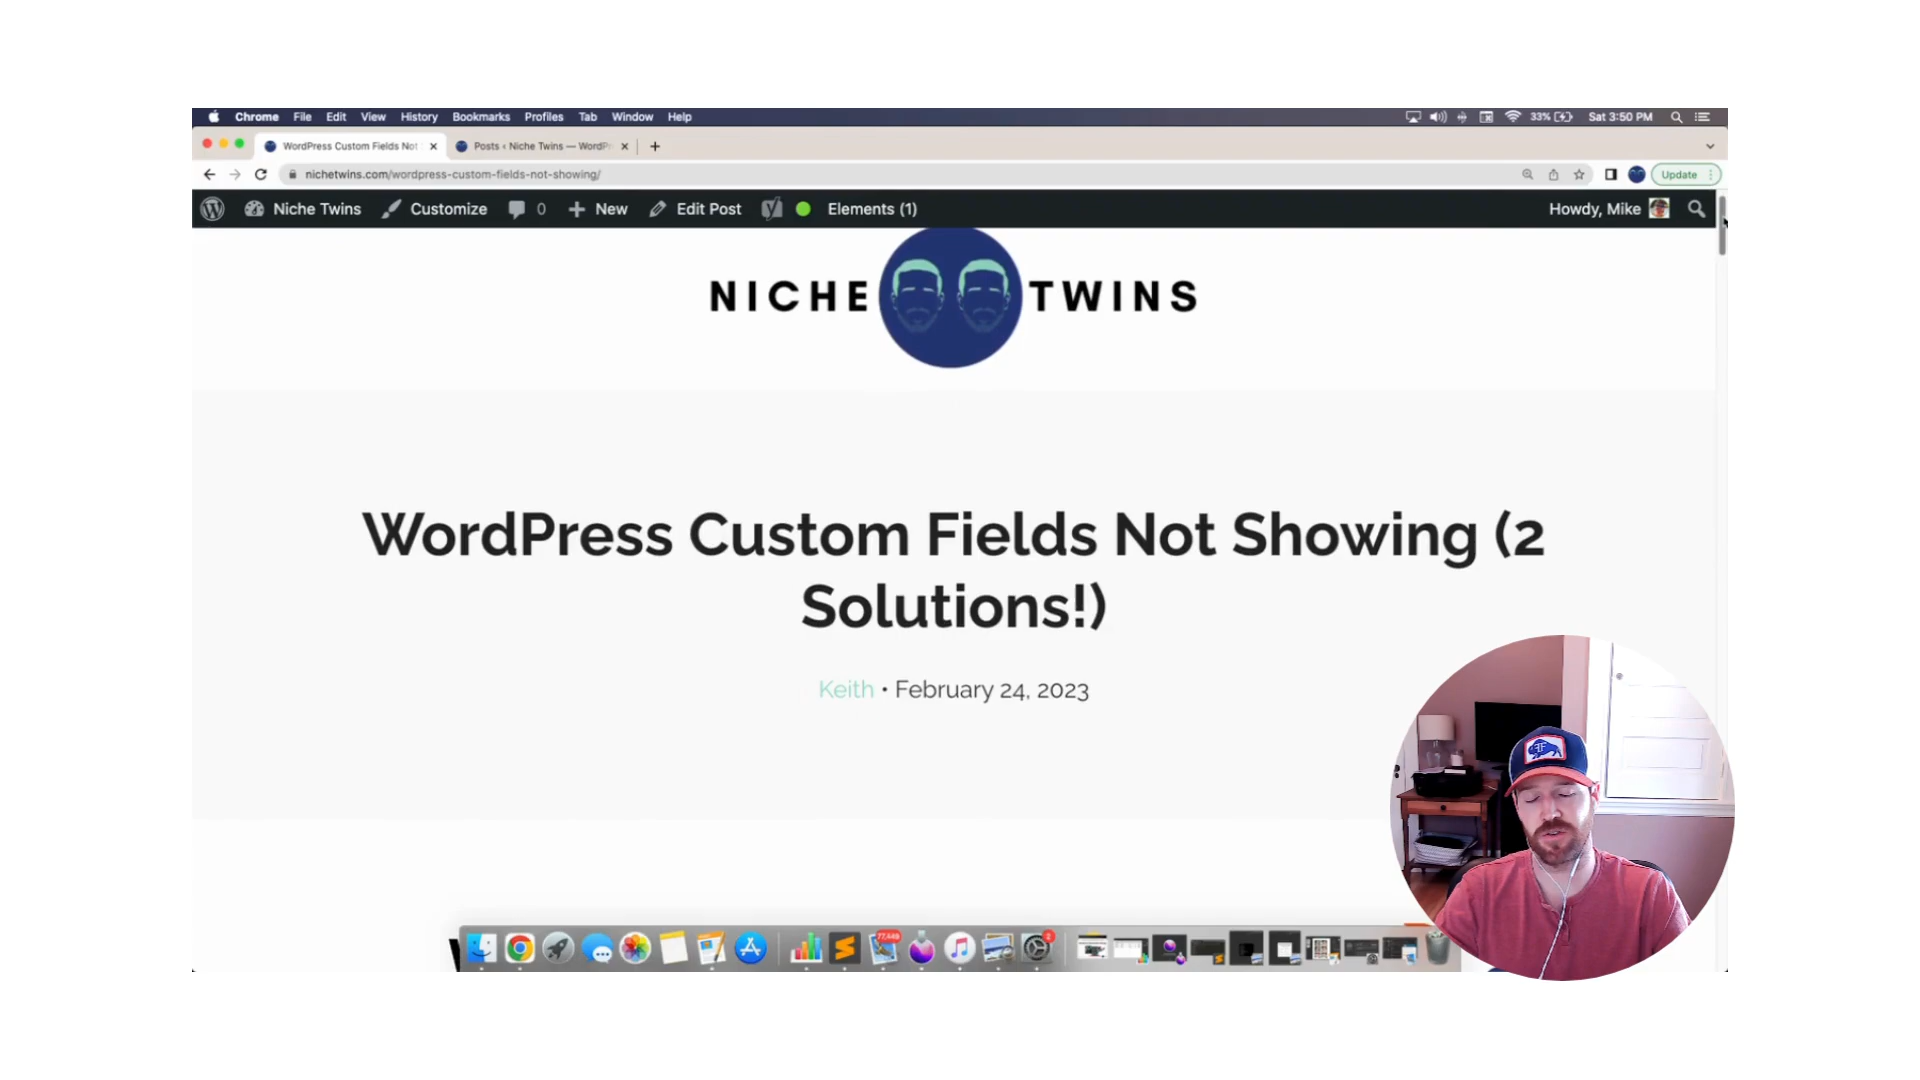 Chrome File Edit View History Bookmarks Profiles Tab Window Help 33% Sat 3:50 PM
WordPress Custom Fields Not Posts ‹ Niche Twins — WordP
nichetwins.com/wordpress-custom-fields-not-showing/ Update
Niche Twins Customize 0 New Edit Post Elements (1) Howdy, Mike
NICHE TWINS
WordPress Custom Fields Not Showing (2
Solutions!)
Keith • February 24, 2023